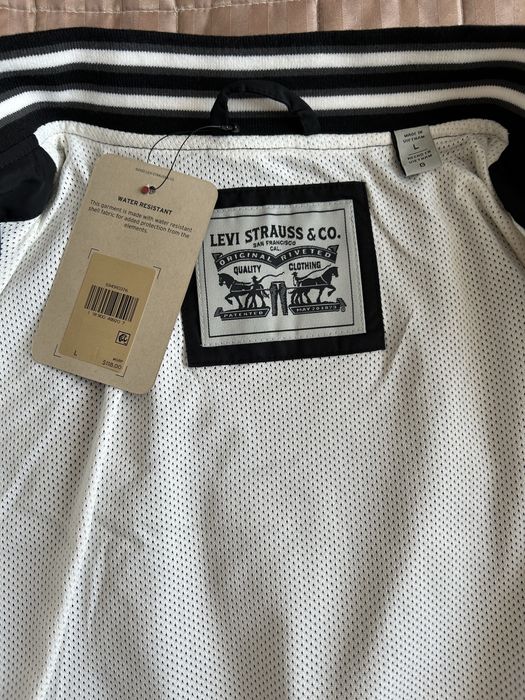 WATER RESISTANT
This garment is made with water resistant
shell fabric for added protection from the
elements.
L
MSRP
$118.00
LEVI STRAUSS & CO.
SAN FRANCISCO
CAL.
ORIGINAL RIVETED
QUALITY CLOTHING
PATENTED MAY 20 1873
MADE IN
VIETNAM
L
G